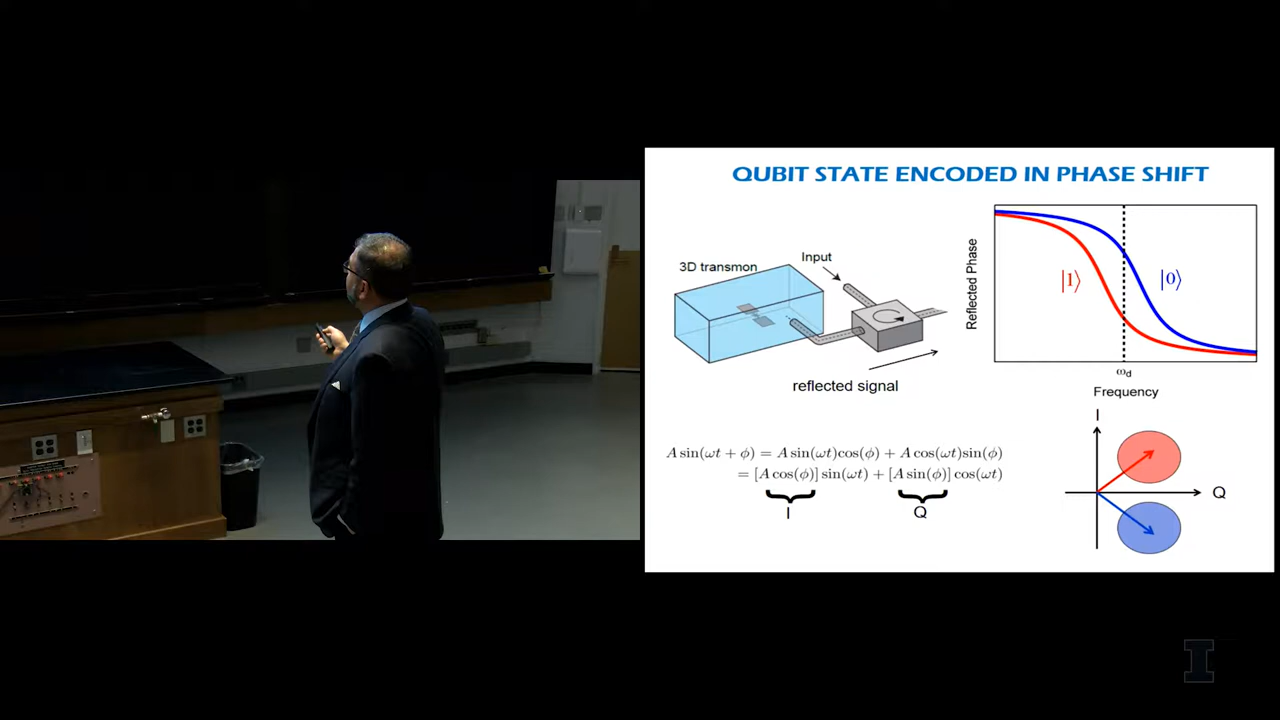 QUBIT STATE ENCODED IN PHASE SHIFT
3D transmon
Input
reflected signal
Reflected Phase
|1⟩
|0⟩
ωd
Frequency
A sin(ωt + ϕ) = A sin(ωt)cos(ϕ) + A cos(ωt)sin(ϕ)
= [A cos(ϕ)] sin(ωt) + [A sin(ϕ)] cos(ωt)
I
Q
I
Q
I